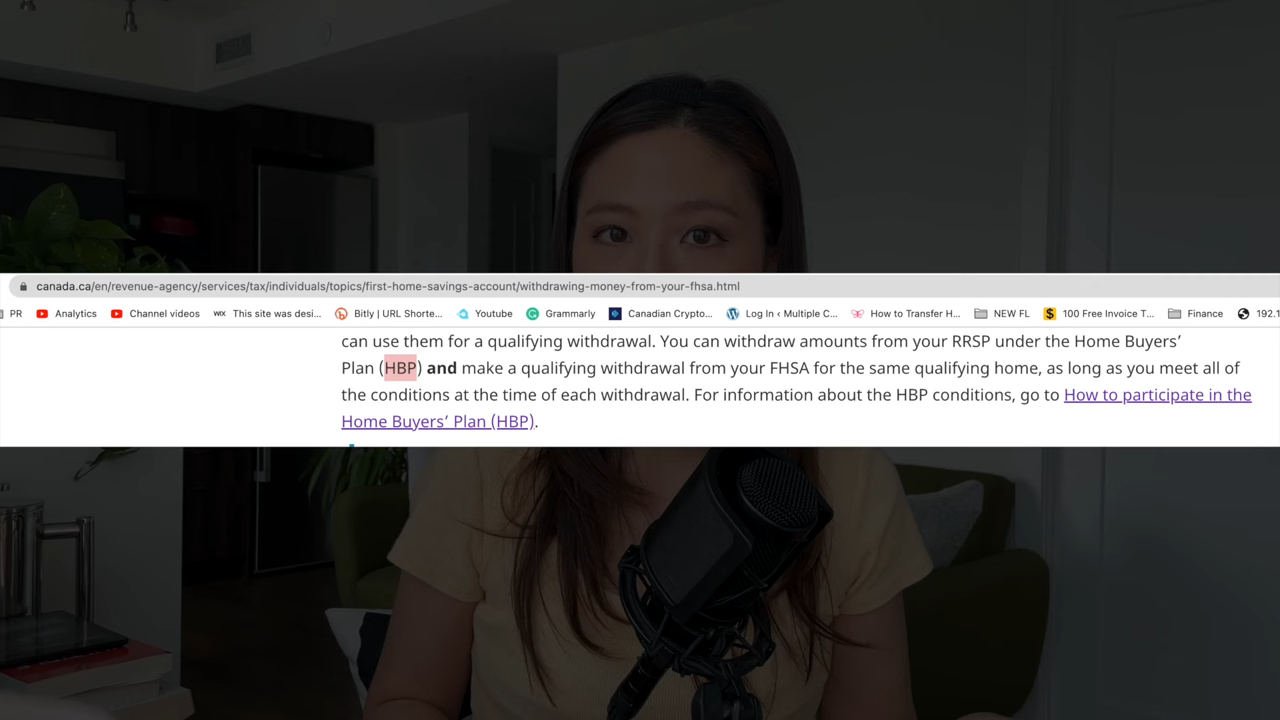 canada.ca/en/revenue-agency/services/tax/individuals/topics/first-home-savings-account/withdrawing-money-from-your-fhsa.html
PR Analytics Channel videos WiX This site was desi... Bitly | URL Shorte... Youtube Grammarly Canadian Crypto... Log In ‹ Multiple C... How to Transfer H... NEW FL $ 100 Free Invoice T... Finance 192.1
can use them for a qualifying withdrawal. You can withdraw amounts from your RRSP under the Home Buyers’
Plan (HBP) and make a qualifying withdrawal from your FHSA for the same qualifying home, as long as you meet all of
the conditions at the time of each withdrawal. For information about the HBP conditions, go to How to participate in the
Home Buyers’ Plan (HBP).